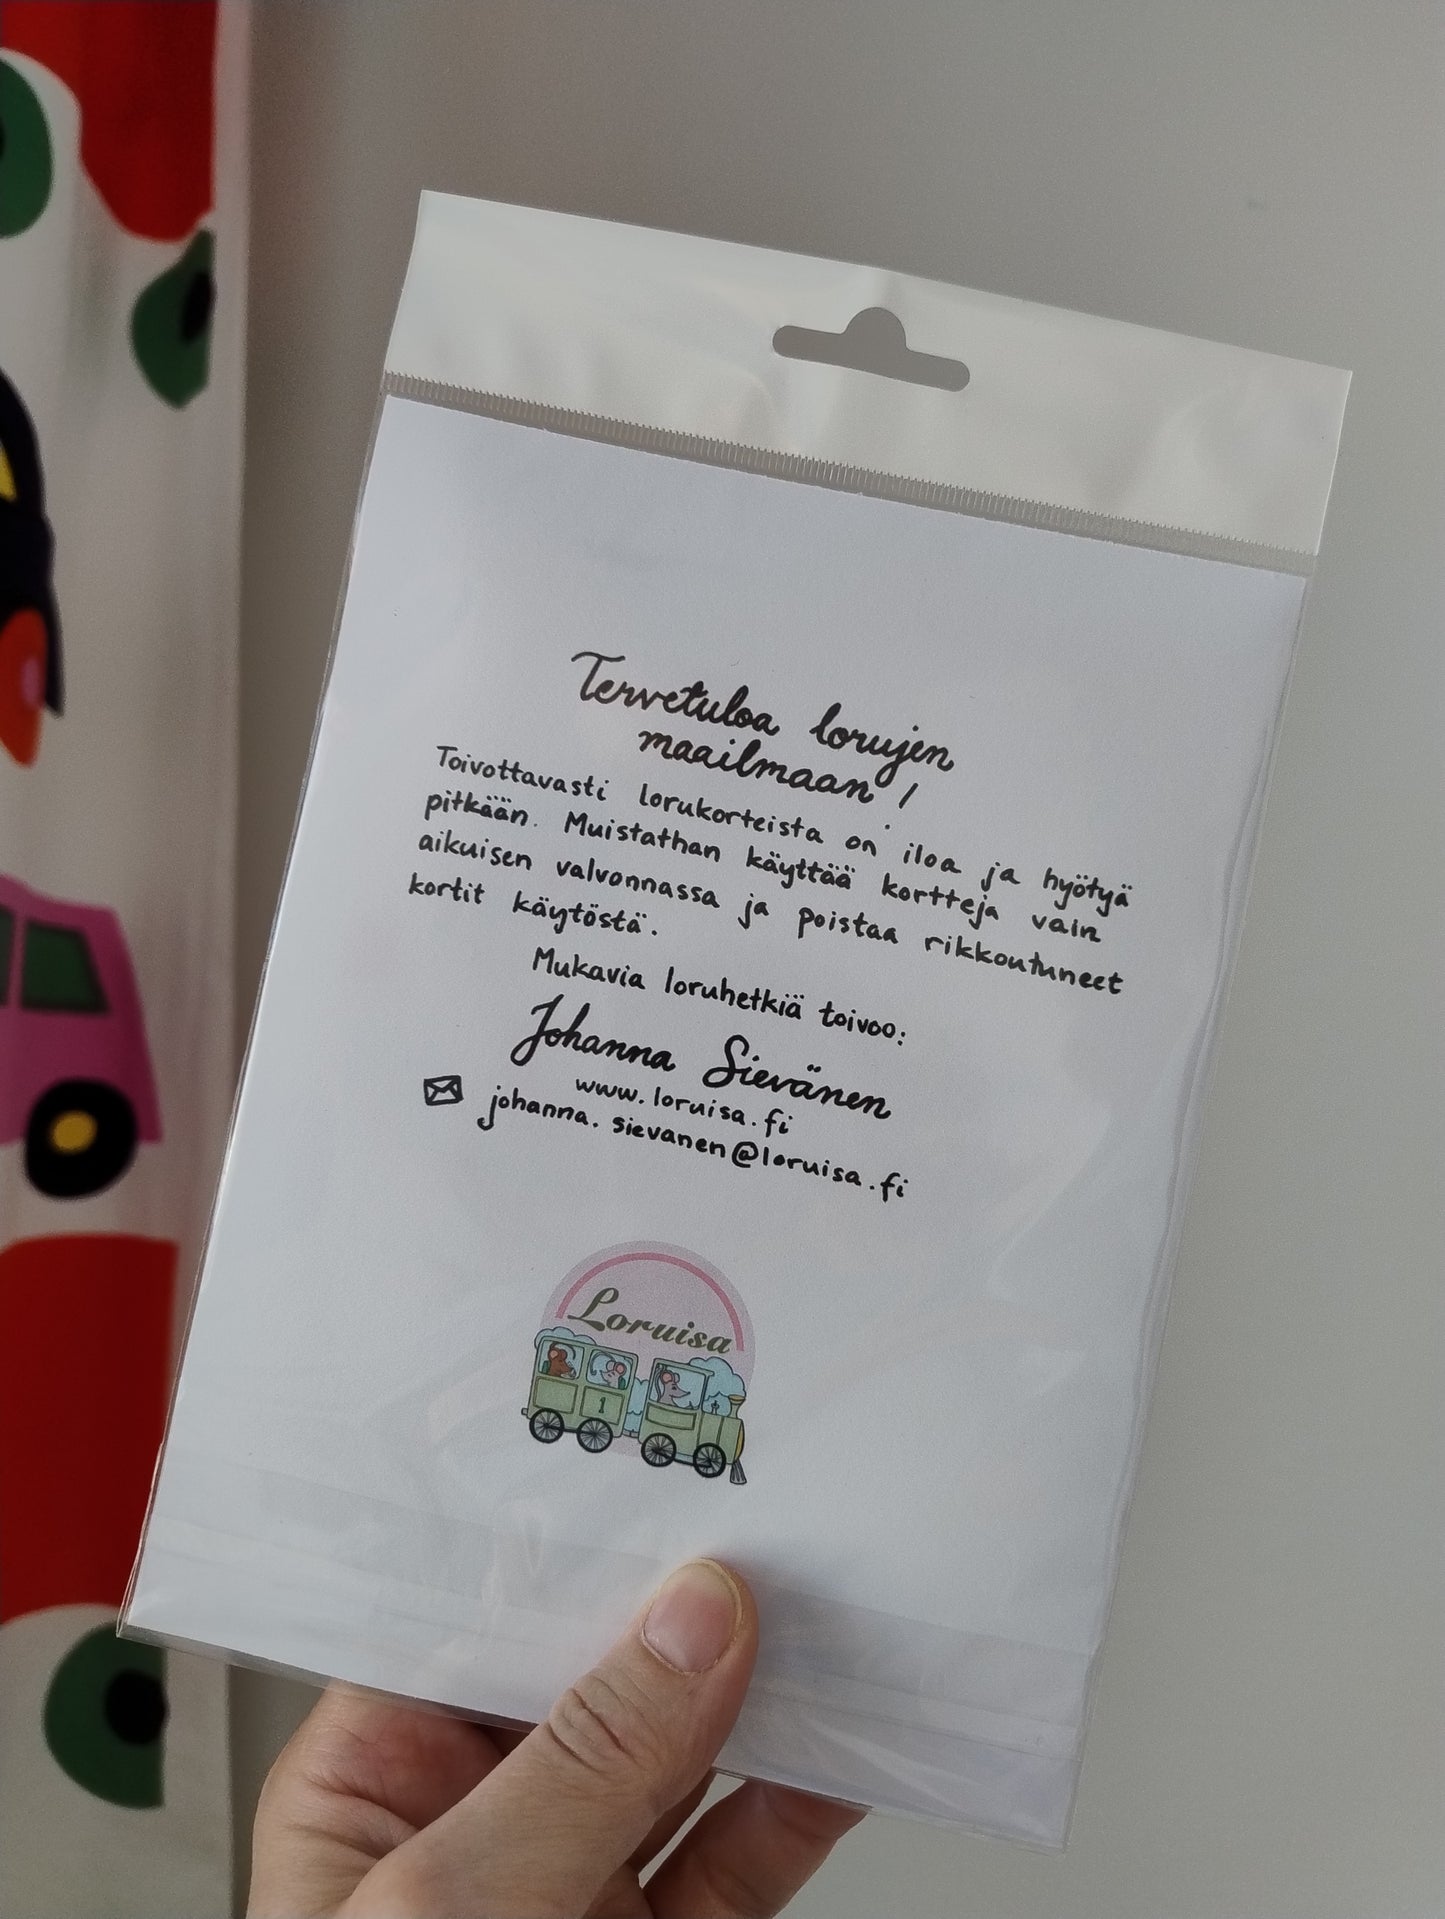 Tervetuloa lorujen
maailmaan!
Toivottavasti lorukorteista on iloa ja hyötyä
pitkään. Muistathan käyttää kortteja vain
aikuisen valvonnassa ja poistaa rikkoutuneet
kortit käytöstä.
Mukavia loruhetkiä toivoo:
Johanna Sievänen
www.loruisa.fi
johanna.sievanen@loruisa.fi
Loruisa
1